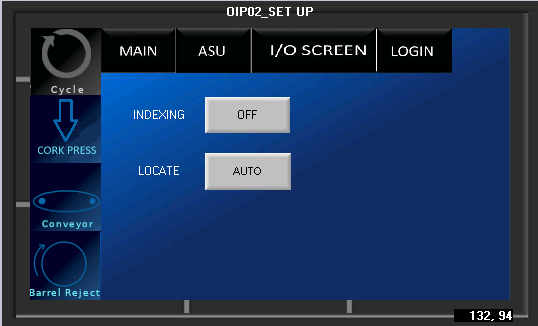 OIP02_SET UP
MAIN ASU I/O SCREEN LOGIN
Cycle
INDEXING OFF
CORK PRESS
LOCATE AUTO
Conveyor
Barrel Reject
132, 94